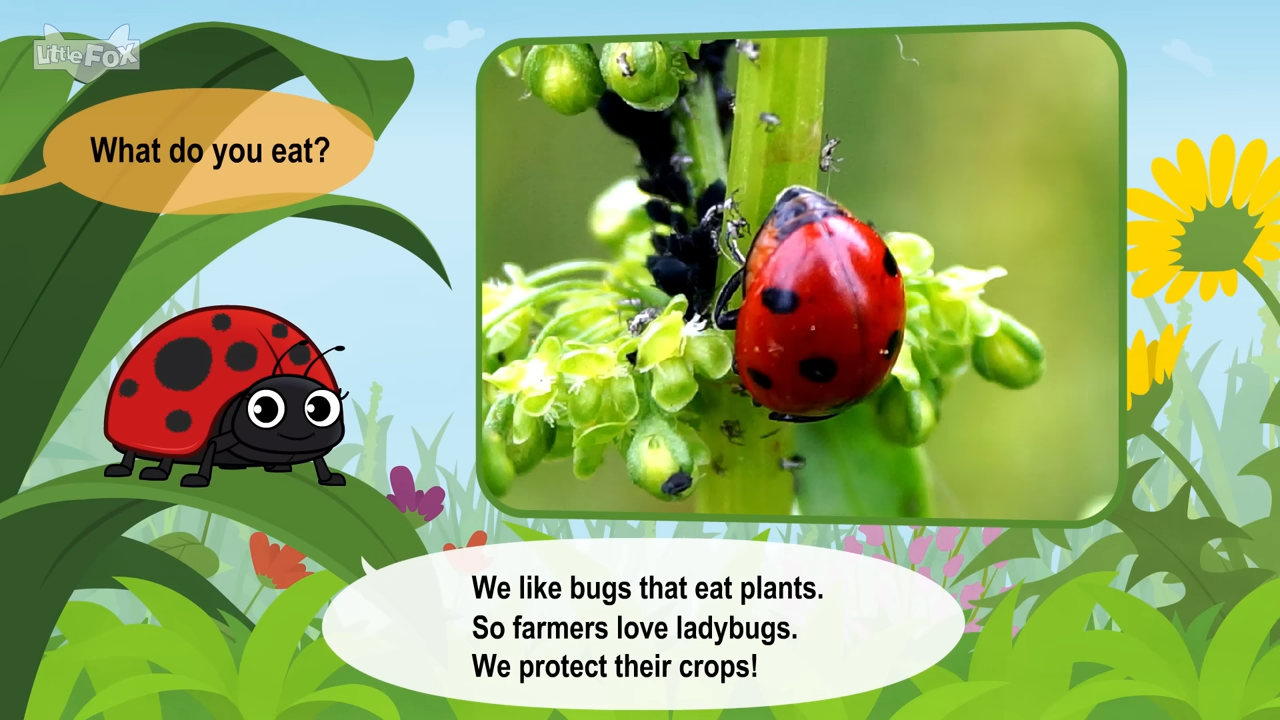 Little Fox
What do you eat?
We like bugs that eat plants.
So farmers love ladybugs.
We protect their crops!